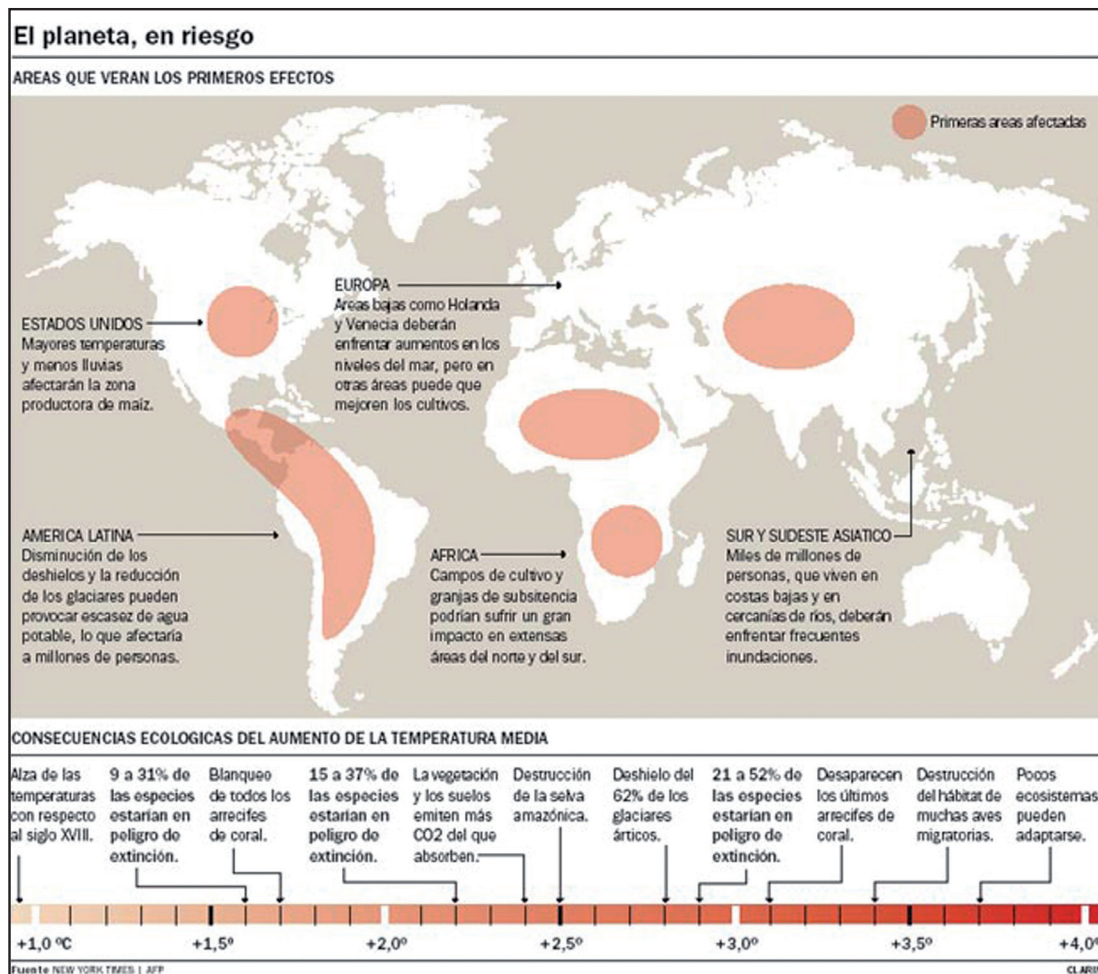 El planeta, en riesgo
AREAS QUE VERAN LOS PRIMEROS EFECTOS
Primeras areas afectadas
ESTADOS UNIDOS
Mayores temperaturas
y menos lluvias
afectarán la zona
productora de maíz.
EUROPA
Areas bajas como Holanda
y Venecia deberán
enfrentar aumentos en los
niveles del mar, pero en
otras áreas puede que
mejoren los cultivos.
AMERICA LATINA
Disminución de los
deshielos y la reducción
de los glaciares pueden
provocar escasez de agua
potable, lo que afectaría
a millones de personas.
AFRICA
Campos de cultivo y
granjas de subsitencia
podrían sufrir un gran
impacto en extensas
áreas del norte y del sur.
SUR Y SUDESTE ASIATICO
Miles de millones de
personas, que viven en
costas bajas y en
cercanías de ríos, deberán
enfrentar frecuentes
inundaciones.
CONSECUENCIAS ECOLOGICAS DEL AUMENTO DE LA TEMPERATURA MEDIA
Alza de las
temperaturas
con respecto
al siglo XVIII.
9 a 31% de
las especies
estarían en
peligro de
extinción.
Blanqueo
de todos los
arrecifes
de coral.
15 a 37% de
las especies
estarían en
peligro de
extinción.
La vegetación
y los suelos
emiten más
CO2 del que
absorben.
Destrucción
de la selva
amazónica.
Deshielo del
62% de los
glaciares
árticos.
21 a 52% de
las especies
estarían en
peligro de
extinción.
Desaparecen
los últimos
arrecifes de
coral.
Destrucción
del hábitat de
muchas aves
migratorias.
Pocos
ecosistemas
pueden
adaptarse.
+1,0 ºC
+1,5º
+2,0º
+2,5º
+3,0º
+3,5º
+4,0º
Fuente NEW YORK TIMES | AFP
CLARIN